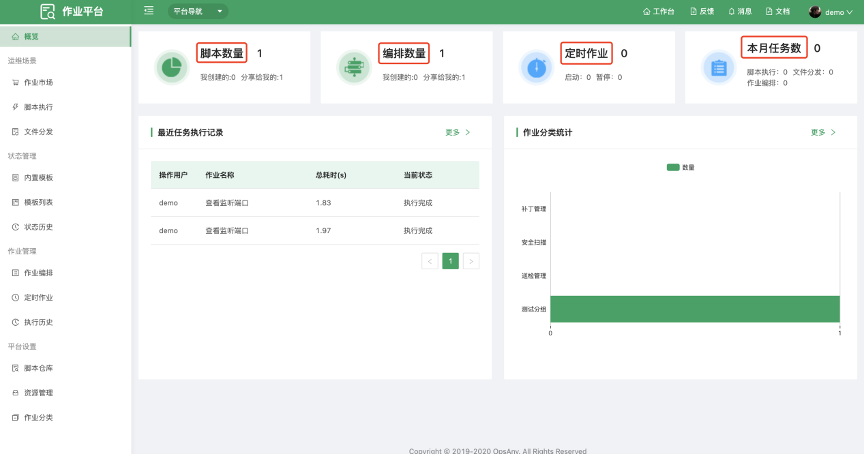 作业平台
平台导航
工作台
反馈
消息
文档
demo
概览
运维场景
作业市场
脚本执行
文件分发
状态管理
内置模板
模板列表
状态历史
作业管理
作业编排
定时作业
执行历史
平台设置
脚本仓库
资源管理
作业分类
脚本数量 1
我创建的:0 分享给我的:1
编排数量 1
我创建的:0 分享给我的:1
定时作业 0
启动: 0 暂停: 0
本月任务数 0
脚本执行: 0 文件分发: 0
作业编排: 0
最近任务执行记录
更多
操作用户 作业名称 总耗时(s) 当前状态
demo 查看监听端口 1.83 执行完成
demo 查看监听端口 1.97 执行完成
1
作业分类统计
更多
数量
补丁管理
安全扫描
巡检管理
测试分组
0 1
Copyright © 2019-2020 OpsAny. All Rights Reserved